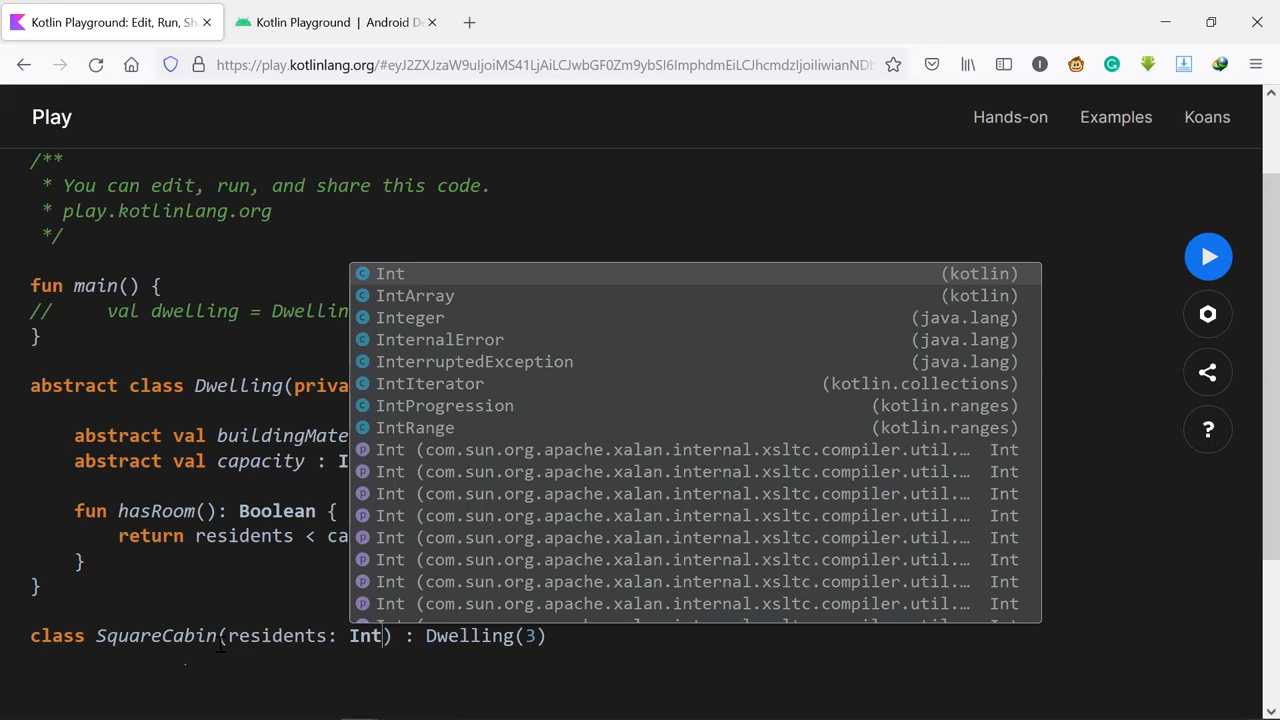 Kotlin Playground: Edit, Run, Sh
Kotlin Playground | Android De
https://play.kotlinlang.org/#eyJ2ZXJzaW9uIjoiMS41LjAiLCJwbGF0Zm9ybSI6ImphdmEiLCJhcmdzIjoiIiwianNDb
Play
Hands-on Examples Koans
/**
* You can edit, run, and share this code.
* play.kotlinlang.org
*/
fun main() {
// val dwelling = Dwellin
}
abstract class Dwelling(priva
abstract val buildingMate
abstract val capacity : I
fun hasRoom(): Boolean {
return residents < ca
}
}
class SquareCabin(residents: Int) : Dwelling(3)
Int (kotlin)
IntArray (kotlin)
Integer (java.lang)
InternalError (java.lang)
InterruptedException (java.lang)
IntIterator (kotlin.collections)
IntProgression (kotlin.ranges)
IntRange (kotlin.ranges)
Int (com.sun.org.apache.xalan.internal.xsltc.compiler.util.… Int
Int (com.sun.org.apache.xalan.internal.xsltc.compiler.util.… Int
Int (com.sun.org.apache.xalan.internal.xsltc.compiler.util.… Int
Int (com.sun.org.apache.xalan.internal.xsltc.compiler.util.… Int
Int (com.sun.org.apache.xalan.internal.xsltc.compiler.util.… Int
Int (com.sun.org.apache.xalan.internal.xsltc.compiler.util.… Int
Int (com.sun.org.apache.xalan.internal.xsltc.compiler.util.… Int
Int (com.sun.org.apache.xalan.internal.xsltc.compiler.util.… Int